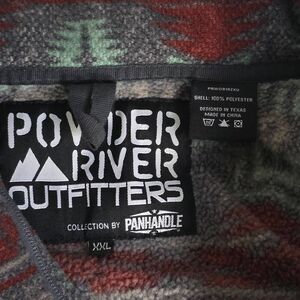 POWDER
RIVER
OUTFITTERS
COLLECTION BY PANHANDLE
XXL
SHELL: 100% POLYESTER
DESIGNED IN TEXAS
MADE IN CHINA